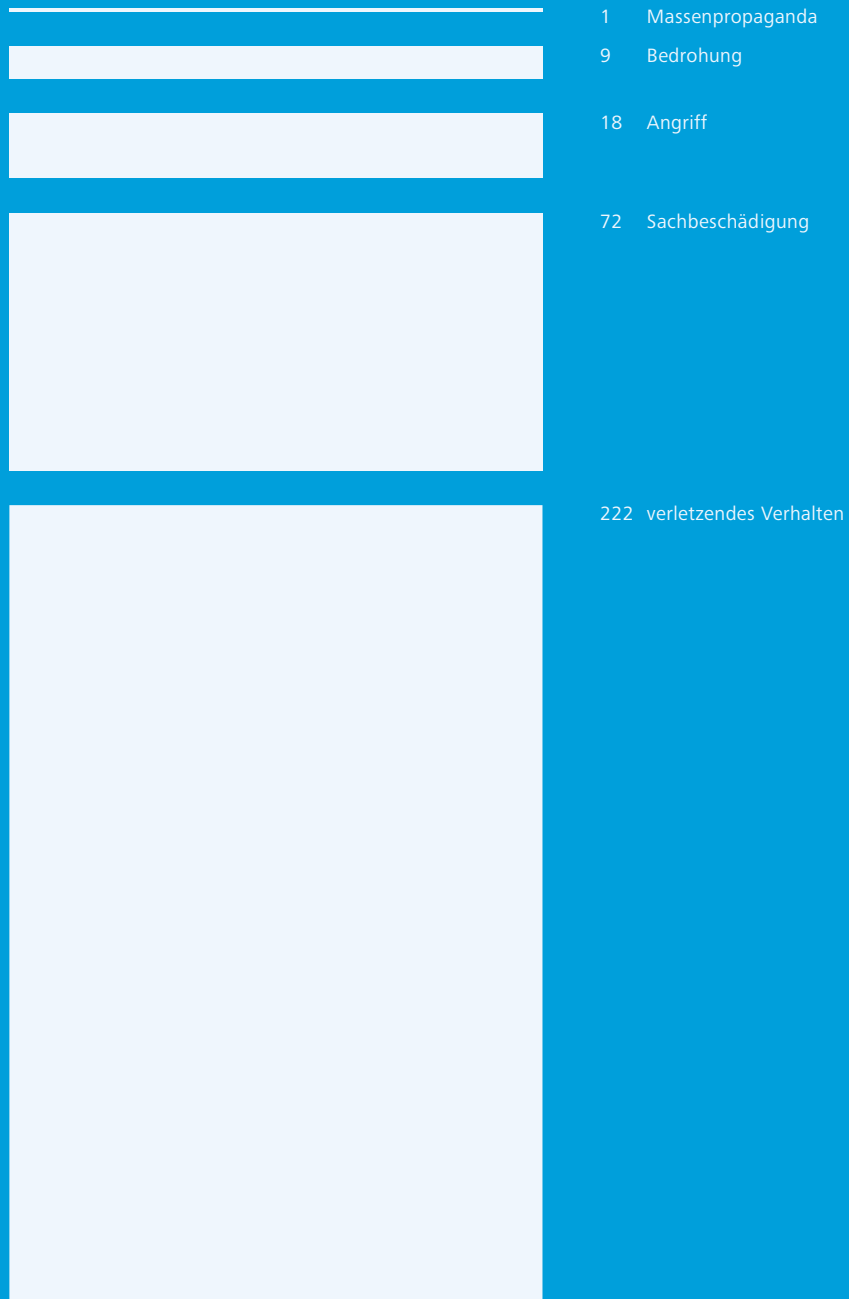 1 Massenpropaganda
9 Bedrohung
18 Angriff
72 Sachbeschädigung
222 verletzendes Verhalten